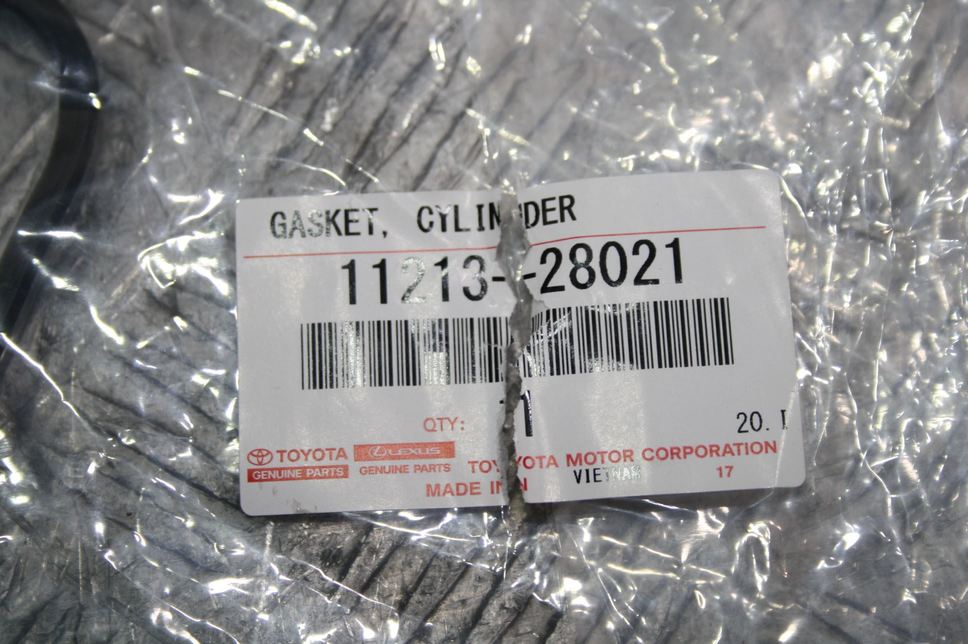 GASKET, CYLINDER
11213-28021
QTY: 1
20.
TOYOTA LEXUS
GENUINE PARTS GENUINE PARTS
TOYOTA MOTOR CORPORATION
MADE IN VIETNAM 17